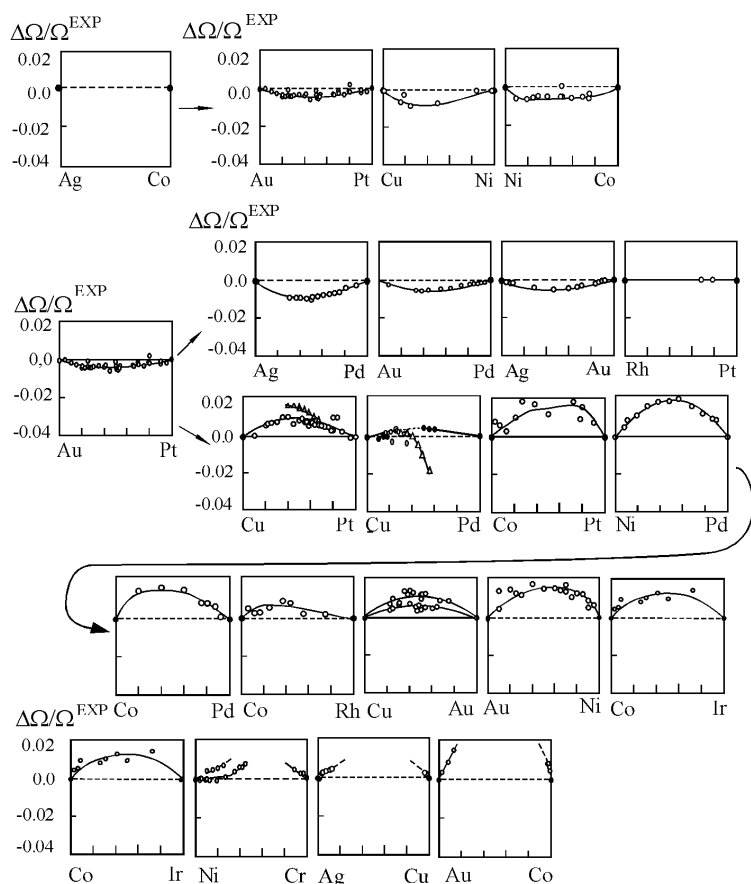 ΔΩ/Ω^EXP ΔΩ/Ω^EXP
0.02 0.02
0.0 0.0
-0.02 -0.02
-0.04 -0.04
Ag Co Au Pt Cu Ni Ni Co
ΔΩ/Ω^EXP
0.02
0.0
-0.02
-0.04
Ag Pd Au Pd Ag Au Rh Pt
ΔΩ/Ω^EXP
0.02
0,0
-0.02
-0.04
Au Pt
0.02
0.0
-0.02
-0.04
Cu Pt Cu Pd Co Pt Ni Pd
Co Pd Co Rh Cu Au Au Ni Co Ir
ΔΩ/Ω^EXP
0.02
0.0
-0.02
-0.04
Co Ir Ni Cr Ag Cu Au Co